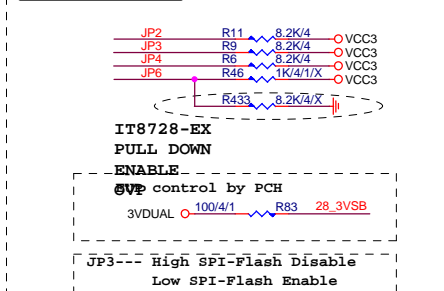 JP2 R11 8.2K/4 VCC3
JP3 R9 8.2K/4 VCC3
JP4 R6 8.2K/4 VCC3
JP6 R46 1K/4/1/X VCC3
R433 8.2K/4/X
IT8728-EX
PULL DOWN
ENABLE
OVP
control by PCH
3VDUAL 100/4/1 R83 28_3VSB
JP3--- High SPI-Flash Disable
Low SPI-Flash Enable